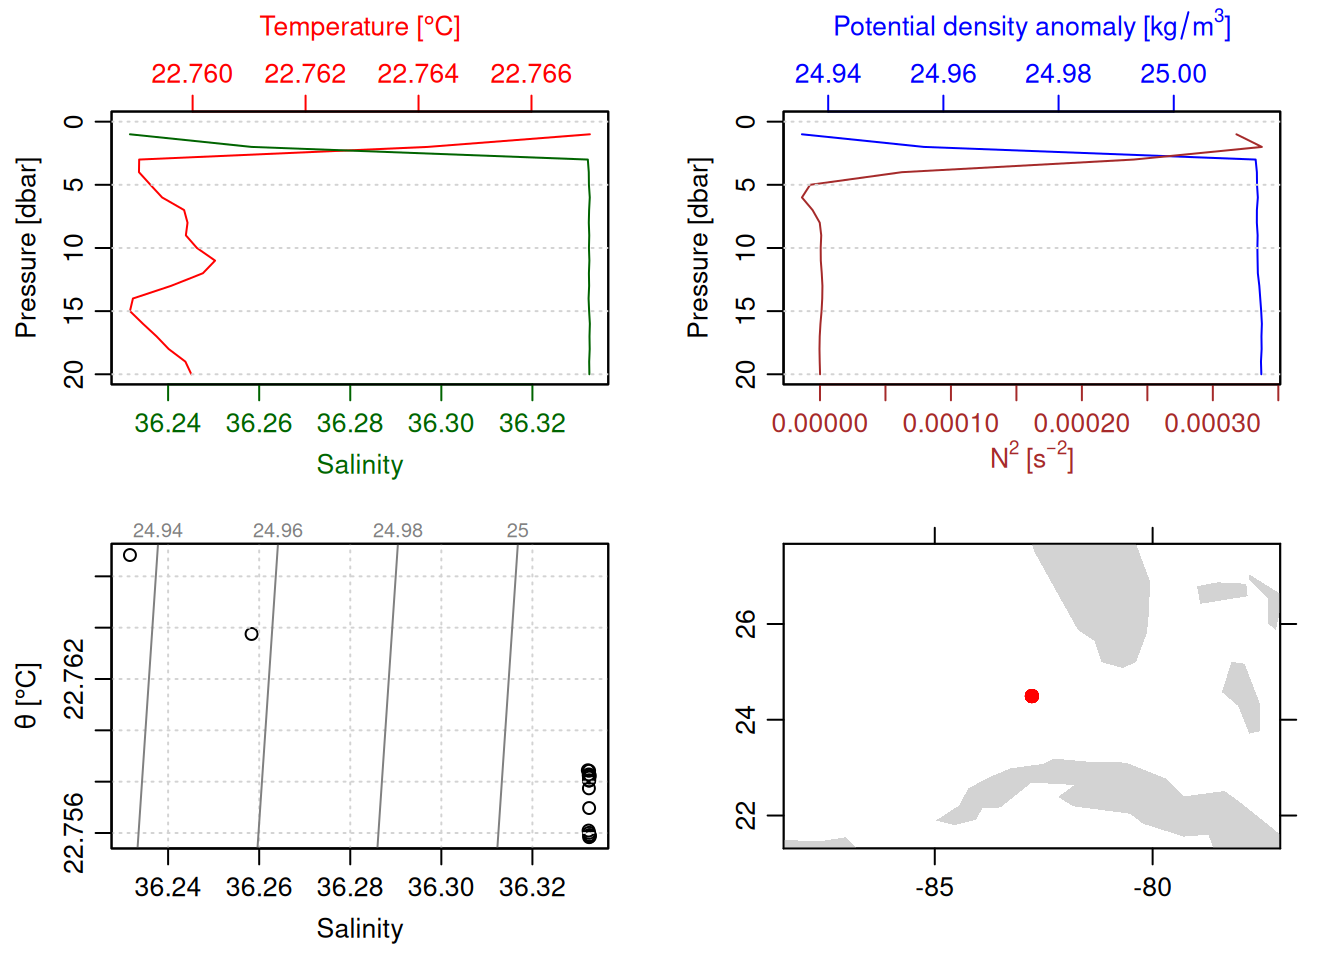 Temperature [°C]
22.760 22.762 22.764 22.766
Pressure [dbar]
0
5
10
15
20
36.24 36.26 36.28 36.30 36.32
Salinity
Potential density anomaly [kg/m³]
24.94 24.96 24.98 25.00
Pressure [dbar]
0
5
10
15
20
0.00000 0.00010 0.00020 0.00030
N² [s⁻²]
24.94 24.96 24.98 25
θ [°C]
22.762
22.756
36.24 36.26 36.28 36.30 36.32
Salinity
26
24
22
-85 -80